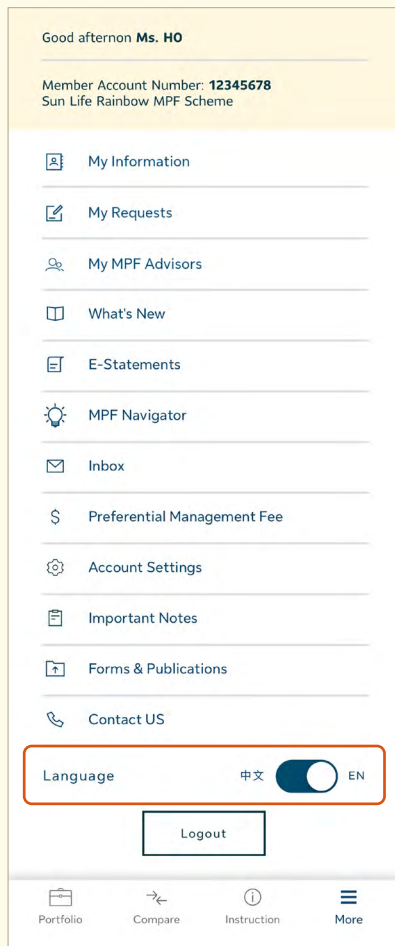 Good afternon Ms. HO
Member Account Number: 12345678
Sun Life Rainbow MPF Scheme
My Information
My Requests
My MPF Advisors
What's New
E-Statements
MPF Navigator
Inbox
Preferential Management Fee
Account Settings
Important Notes
Forms & Publications
Contact US
Language 中文 EN
Logout
Portfolio Compare Instruction More